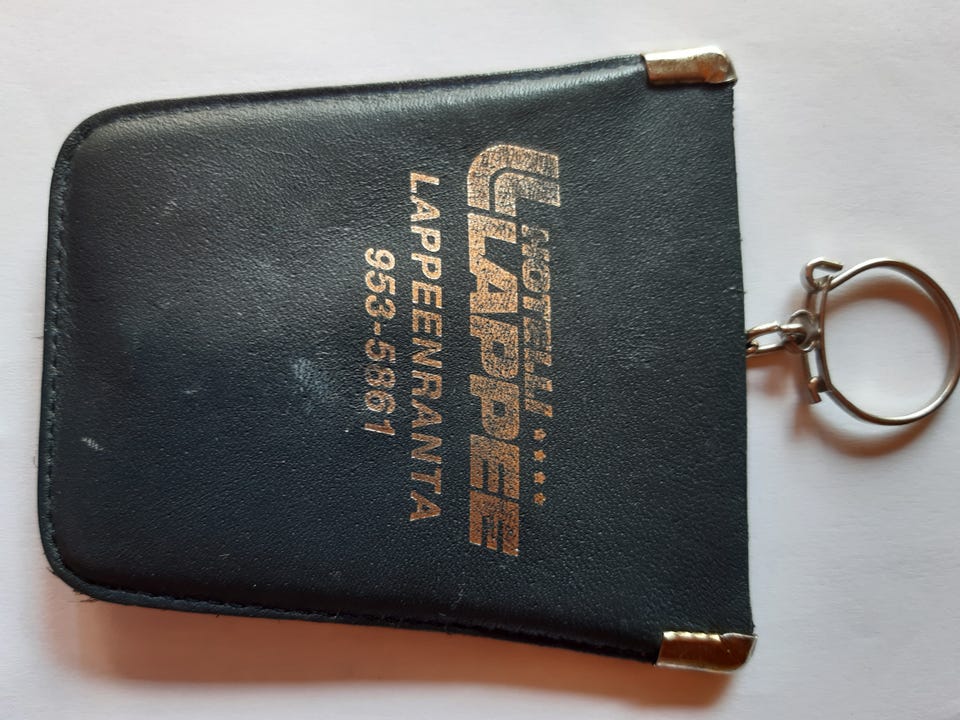 HOTELLI ★★★★
LAPPEE
LAPPEENRANTA
953-5861